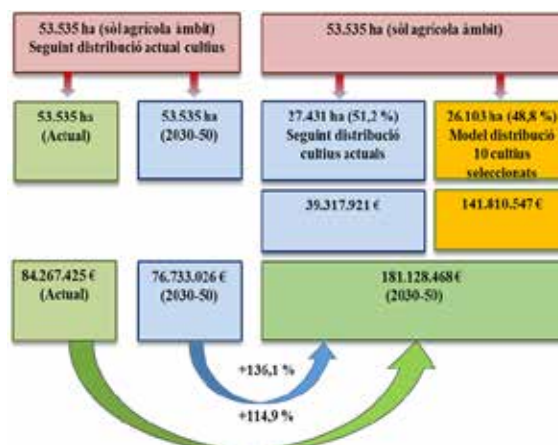 53.535 ha (sòl agrícola àmbit)
Seguint distribució actual cultius
53.535 ha (sòl agrícola àmbit)
53.535 ha
(Actual)
53.535 ha
(2030-50)
27.431 ha (51,2 %)
Seguint distribució
cultius actuals
26.103 ha (48,8 %)
Model distribució
10 cultius
seleccionats
39.317.921 €
141.810.547 €
84.267.425 €
(Actual)
76.733.026 €
(2030-50)
181.128.468 €
(2030-50)
+136,1 %
+114,9 %